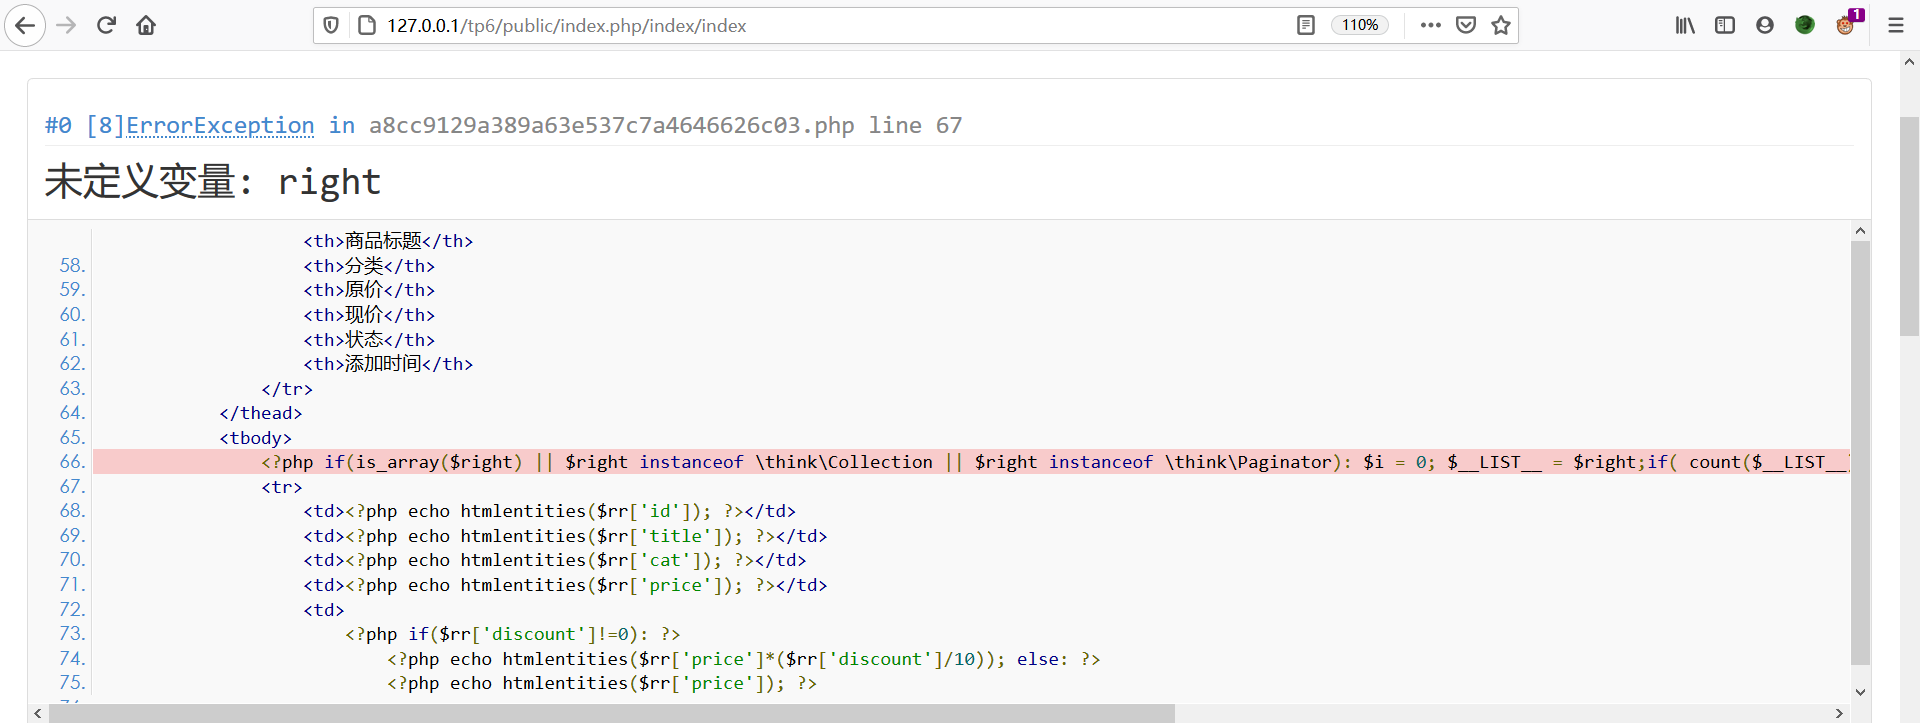 127.0.0.1/tp6/public/index.php/index/index
110%
1
#0 [8]ErrorException in a8cc9129a389a63e537c7a4646626c03.php line 67
未定义变量: right
<th>商品标题</th>
58. <th>分类</th>
59. <th>原价</th>
60. <th>现价</th>
61. <th>状态</th>
62. <th>添加时间</th>
63. </tr>
64. </thead>
65. <tbody>
66. <?php if(is_array($right) || $right instanceof \think\Collection || $right instanceof \think\Paginator): $i = 0; $__LIST__ = $right;if( count($__LIST__)
67. <tr>
68. <td><?php echo htmlentities($rr['id']); ?></td>
69. <td><?php echo htmlentities($rr['title']); ?></td>
70. <td><?php echo htmlentities($rr['cat']); ?></td>
71. <td><?php echo htmlentities($rr['price']); ?></td>
72. <td>
73. <?php if($rr['discount']!=0): ?>
74. <?php echo htmlentities($rr['price']*($rr['discount']/10)); else: ?>
75. <?php echo htmlentities($rr['price']); ?>